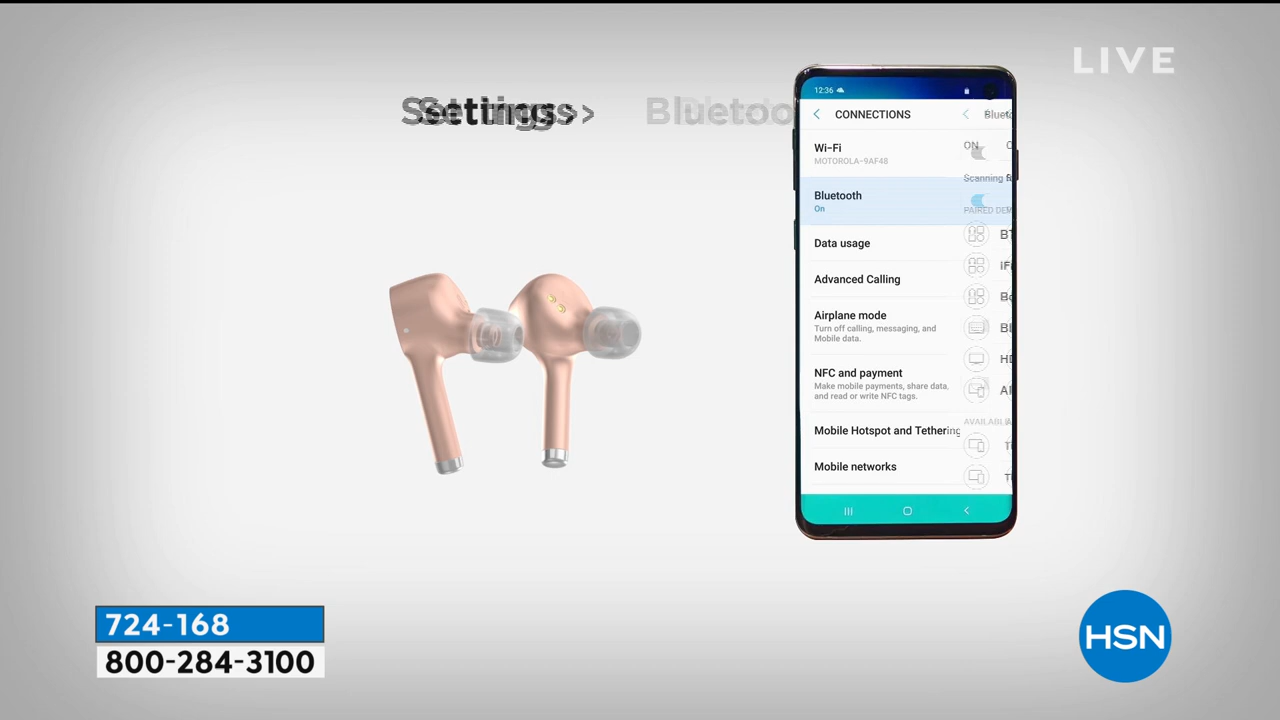 LIVE
Settings>
12:36
CONNECTIONS
Wi-Fi
MOTOROLA-9AF48
ON
Scanning
Bluetooth
On
Data usage
Advanced Calling
Airplane mode
Turn off calling, messaging, and
Mobile data.
NFC and payment
Make mobile payments, share data,
and read or write NFC tags.
Mobile Hotspot and Tethering
Mobile networks
724-168
800-284-3100
HSN